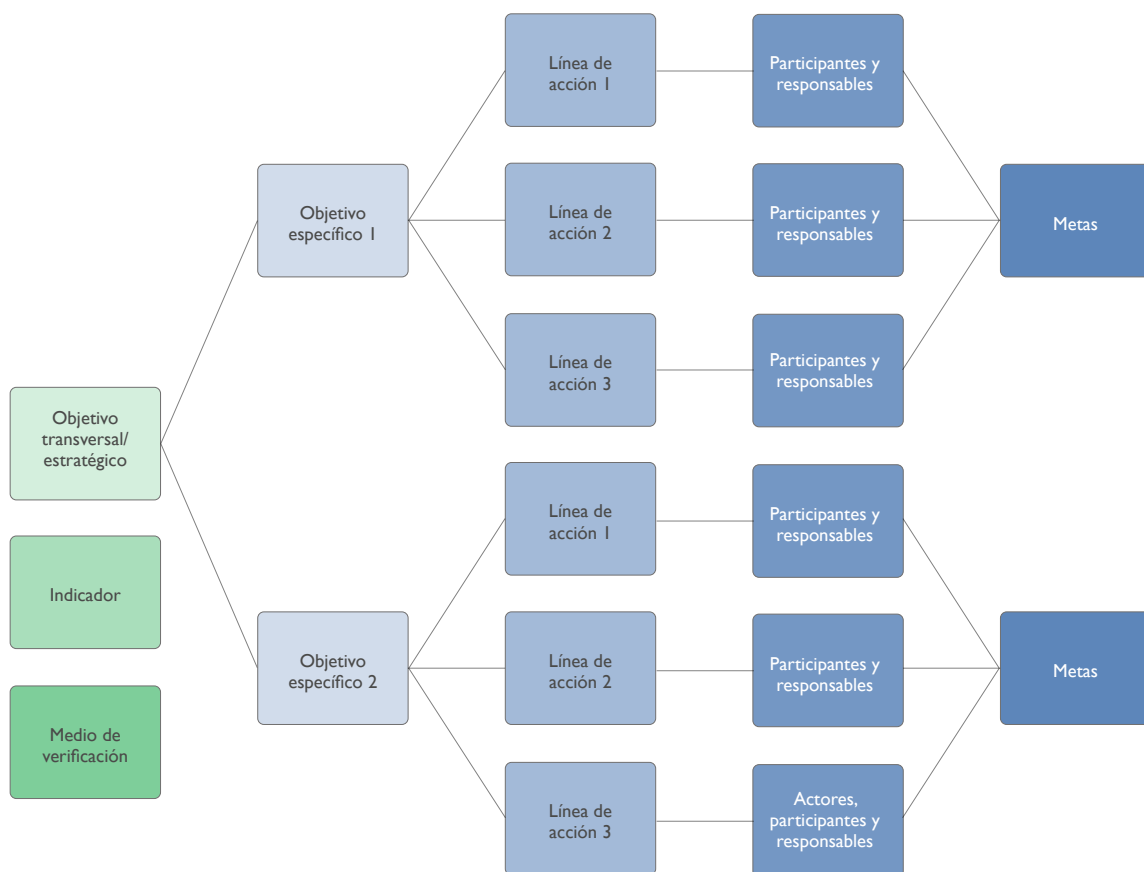 Línea de
acción 1
Participantes y
responsables
Objetivo
específico 1
Línea de
acción 2
Participantes y
responsables
Metas
Línea de
acción 3
Participantes y
responsables
Objetivo
transversal/
estratégico
Indicador
Medio de
verificación
Línea de
acción 1
Participantes y
responsables
Objetivo
específico 2
Línea de
acción 2
Participantes y
responsables
Metas
Línea de
acción 3
Actores,
participantes y
responsables